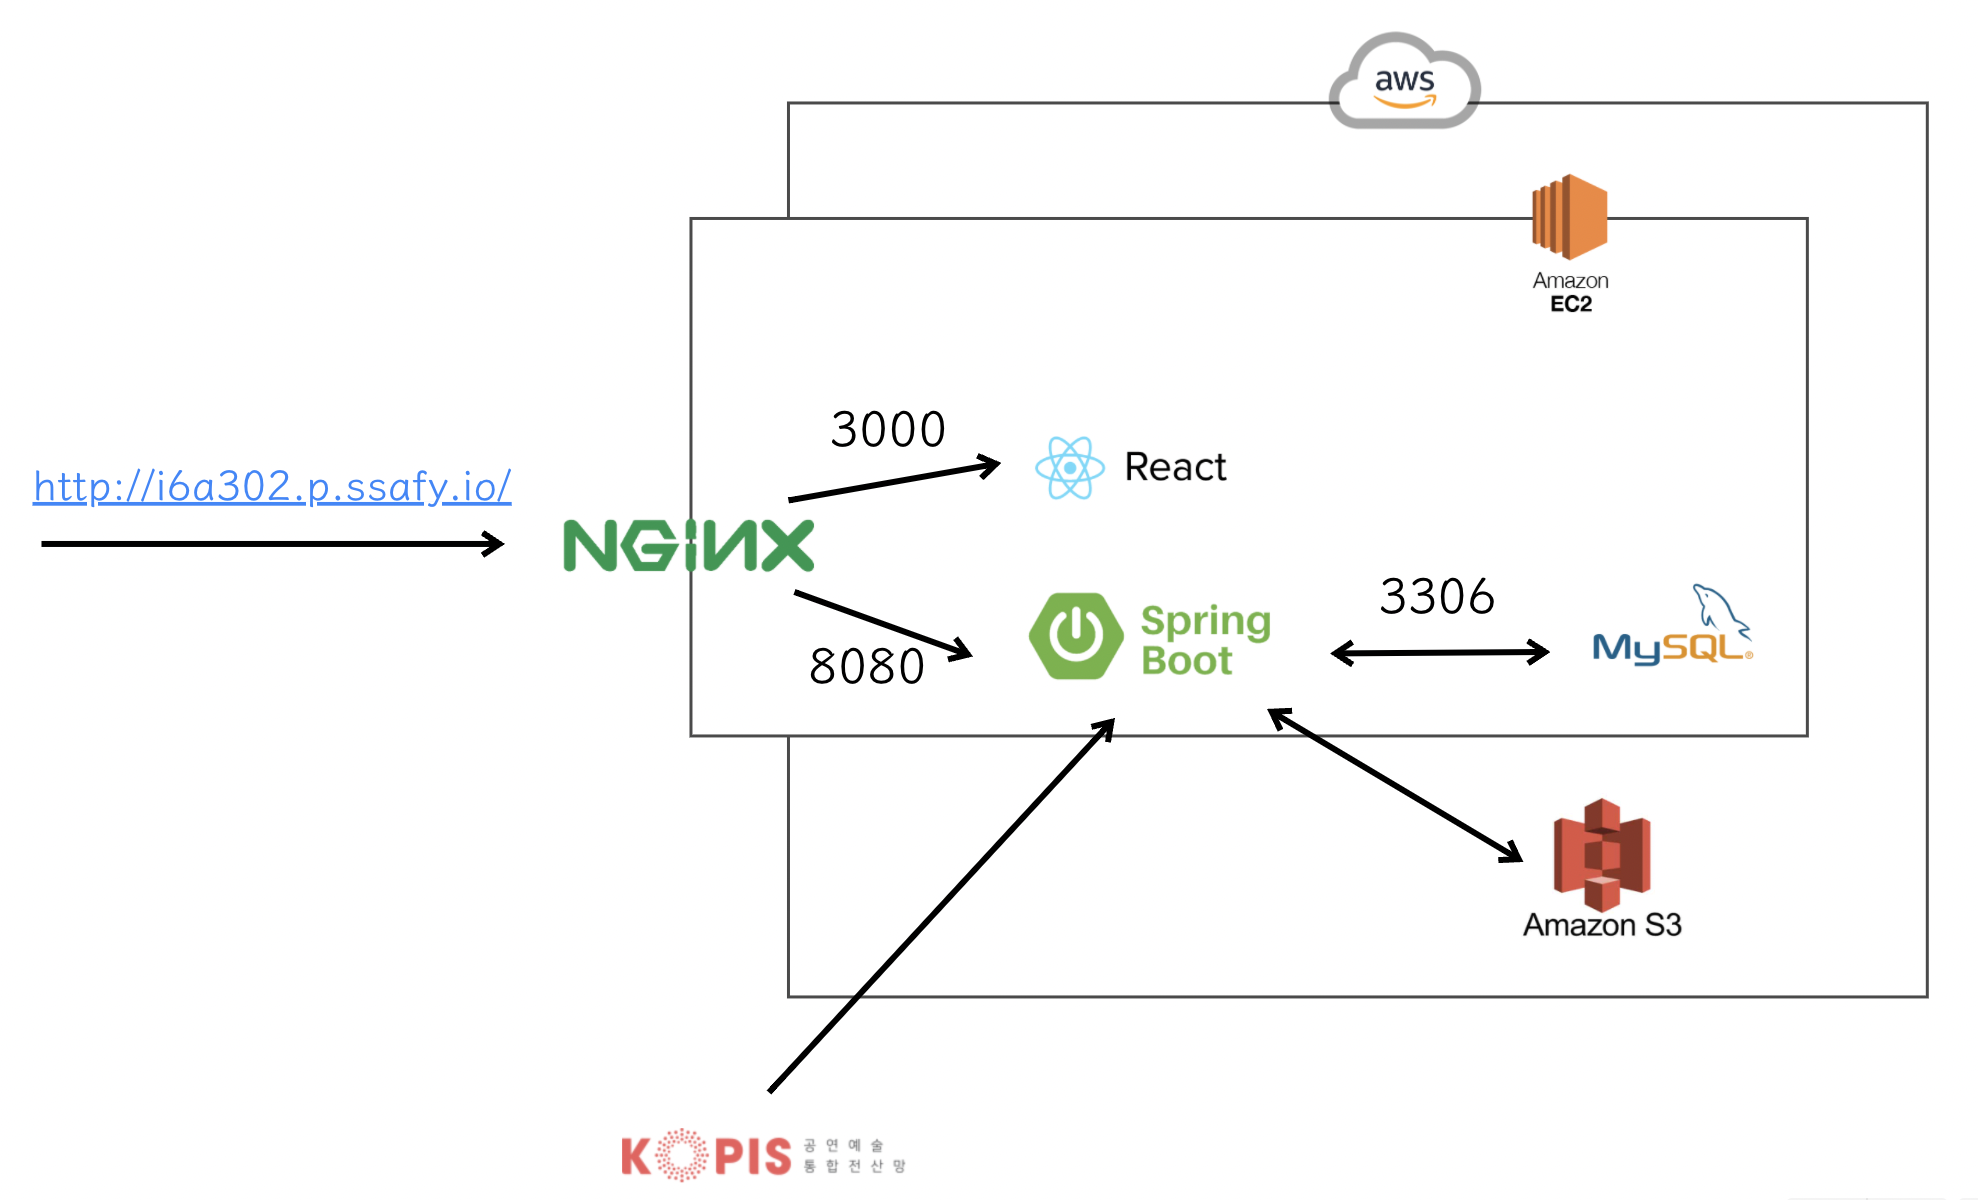 aws
Amazon
EC2
3000
React
http://i6a302.p.ssafy.io/
NGiNX
3306
Spring
Boot
MySQL®
8080
Amazon S3
KOPIS
공연예술
통합전산망